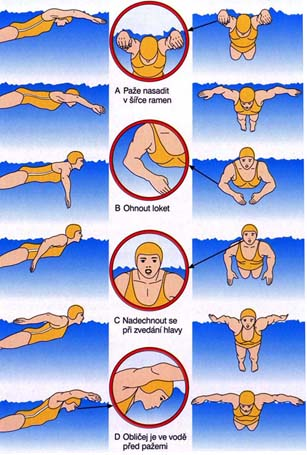 A Paže nasadit
v šířce ramen
B Ohnout loket
C Nadechnout se
při zvedání hlavy
D Obličej je ve vodě
před pažemi